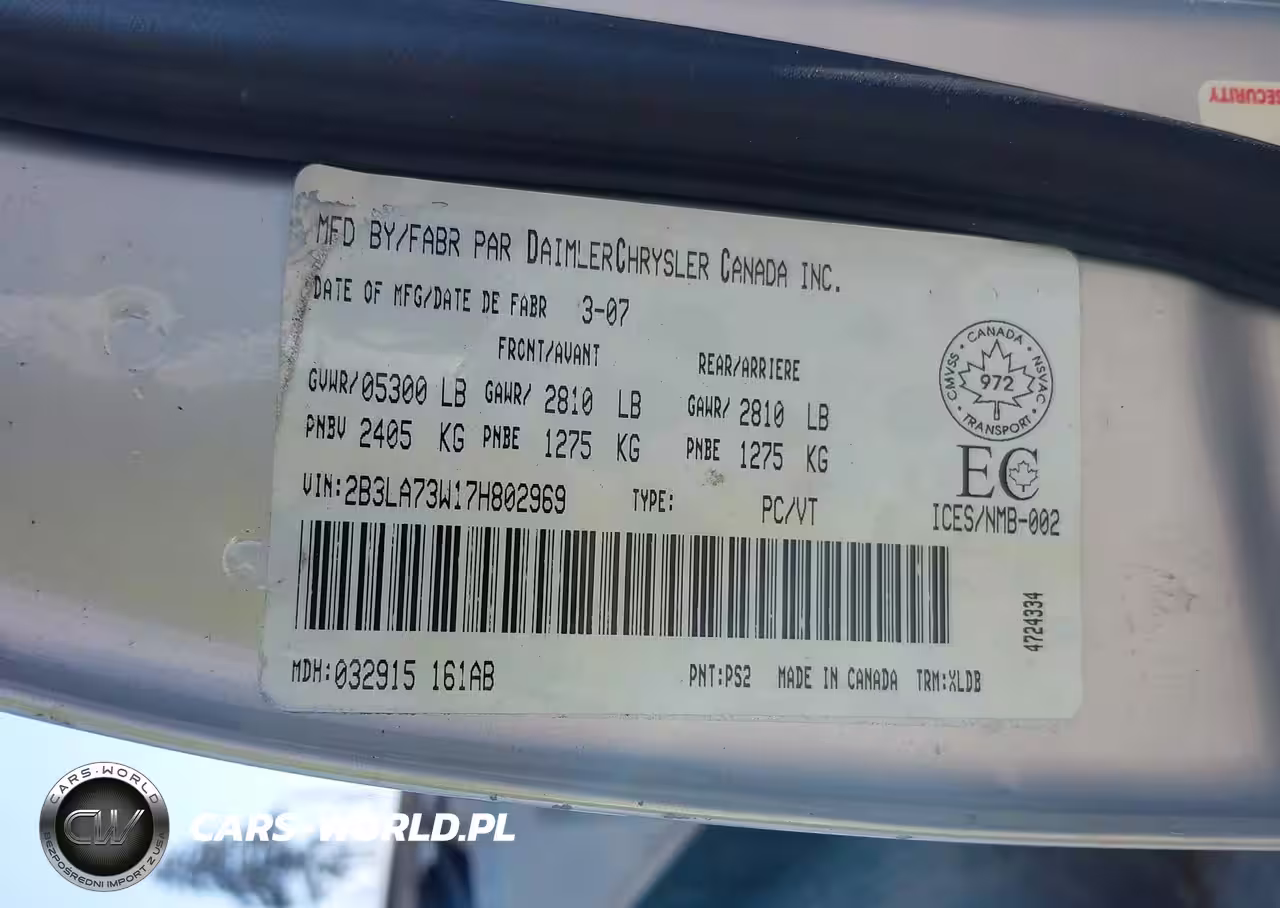 SECURITY
MFD BY/FABR PAR DAIMLERCHRYSLER CANADA INC.
DATE OF MFG/DATE DE FABR 3-07
FRONT/AVANT REAR/ARRIERE
GVWR/05300 LB GAWR/ 2810 LB GAWR/ 2810 LB
PNBV 2405 KG PNBE 1275 KG PNBE 1275 KG
VIN:2B3LA73W17H802969 TYPE: PC/VT
CANADA
CMVSS NSVAC
972
TRANSPORT
EC
ICES/NMB-002
4724334
MDH:032915 161AB PNT:PS2 MADE IN CANADA TRM:XLDB
CARS-WORLD
CW
BEZPOŚREDNI IMPORT Z USA
CARS-WORLD.PL